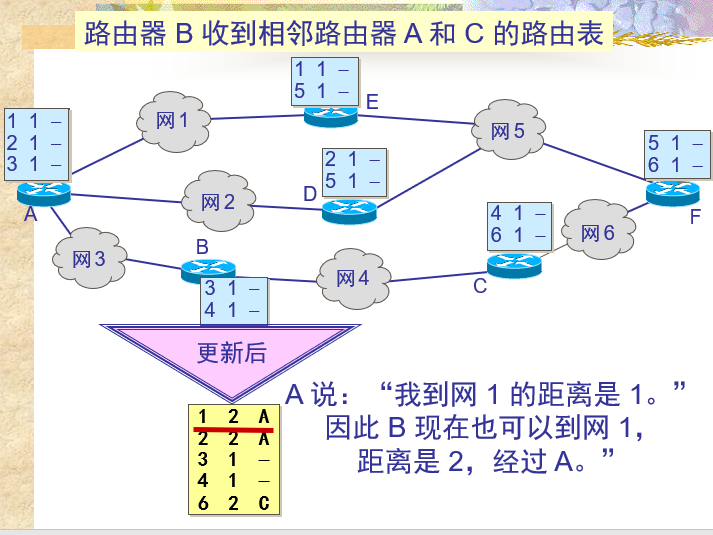 路由器 B 收到相邻路由器 A 和 C 的路由表
1 1 –
5 1 –
E
网1
网5
1 1 –
2 1 –
3 1 –
A
2 1 –
5 1 –
D
网2
5 1 –
6 1 –
F
4 1 –
6 1 –
C
网6
网3
B
3 1 –
4 1 –
网4
更新后
1 2 A
2 2 A
3 1 –
4 1 –
6 2 C
A 说：“我到网 1 的距离是 1。”
因此 B 现在也可以到网 1，
距离是 2，经过 A。”